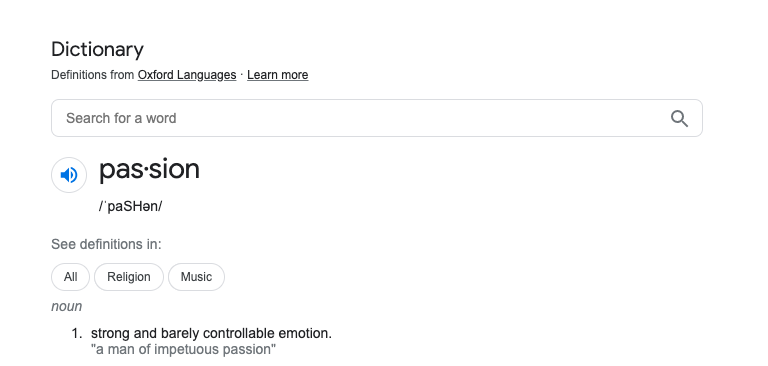 Dictionary
Definitions from Oxford Languages · Learn more
Search for a word
pas·sion
/ˈpaSHən/
See definitions in:
All Religion Music
noun
1. strong and barely controllable emotion.
"a man of impetuous passion"